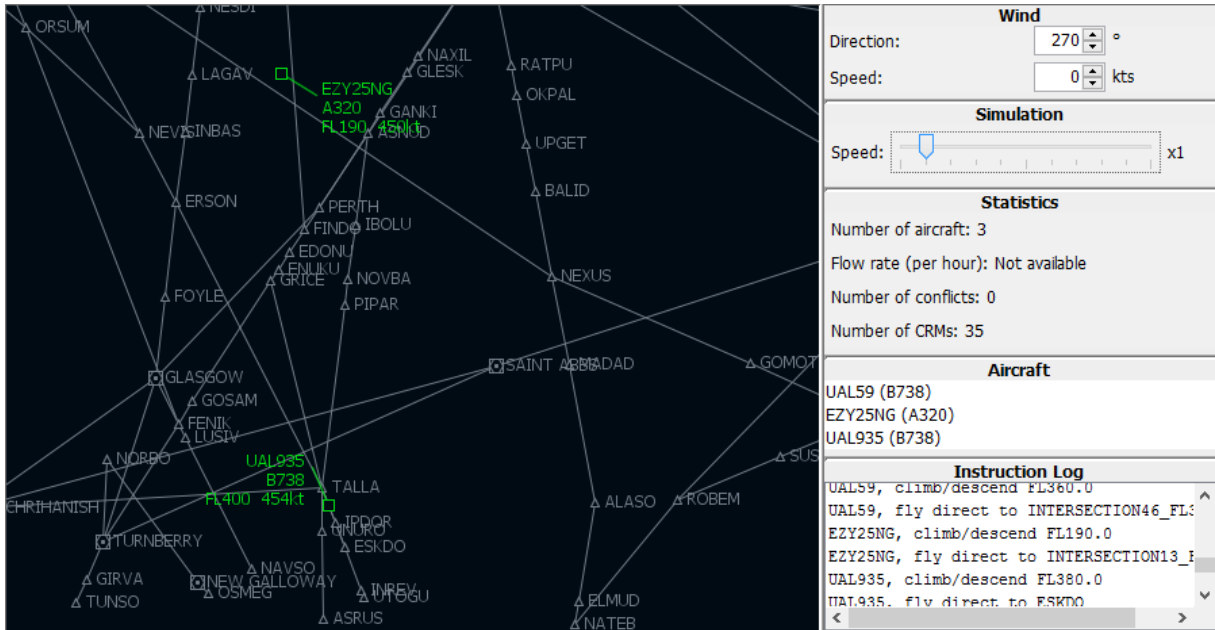 NESDI
ORSUM
NAXIL
RATPU
LAGAV
GLESK
EZY25NG
OKPAL
A320
GANKI
FL190 450kt
ASNUD
NEVIS
INBAS
UPGET
BALID
ERSON
PERTH
FINDO
IBOLU
EDONU
ENUKU
GRICE
NOVBA
NEXUS
FOYLE
PIPAR
SAINT ABBS
MADAD
GOMOT
GLASGOW
GOSAM
FENIK
LUSIV
NORBO
UAL935
SUS
B738
TALLA
FL400 454kt
CHRIHANISH
ALASO
ROBEM
IPDOR
UNURO
TURNBERRY
ESKDO
NAVSO
GIRVA
NEW GALLOWAY
INREV
OSMEG
UTOGU
TUNSO
ELMUD
ASRUS
NATEB
Wind
Direction: 270 °
Speed: 0 kts
Simulation
Speed: x1
Statistics
Number of aircraft: 3
Flow rate (per hour): Not available
Number of conflicts: 0
Number of CRMs: 35
Aircraft
UAL59 (B738)
EZY25NG (A320)
UAL935 (B738)
Instruction Log
UAL59, climb/descend FL360.0
UAL59, fly direct to INTERSECTION46_FL3
EZY25NG, climb/descend FL190.0
EZY25NG, fly direct to INTERSECTION13_F
UAL935, climb/descend FL380.0
UAL935, fly direct to ESKDO